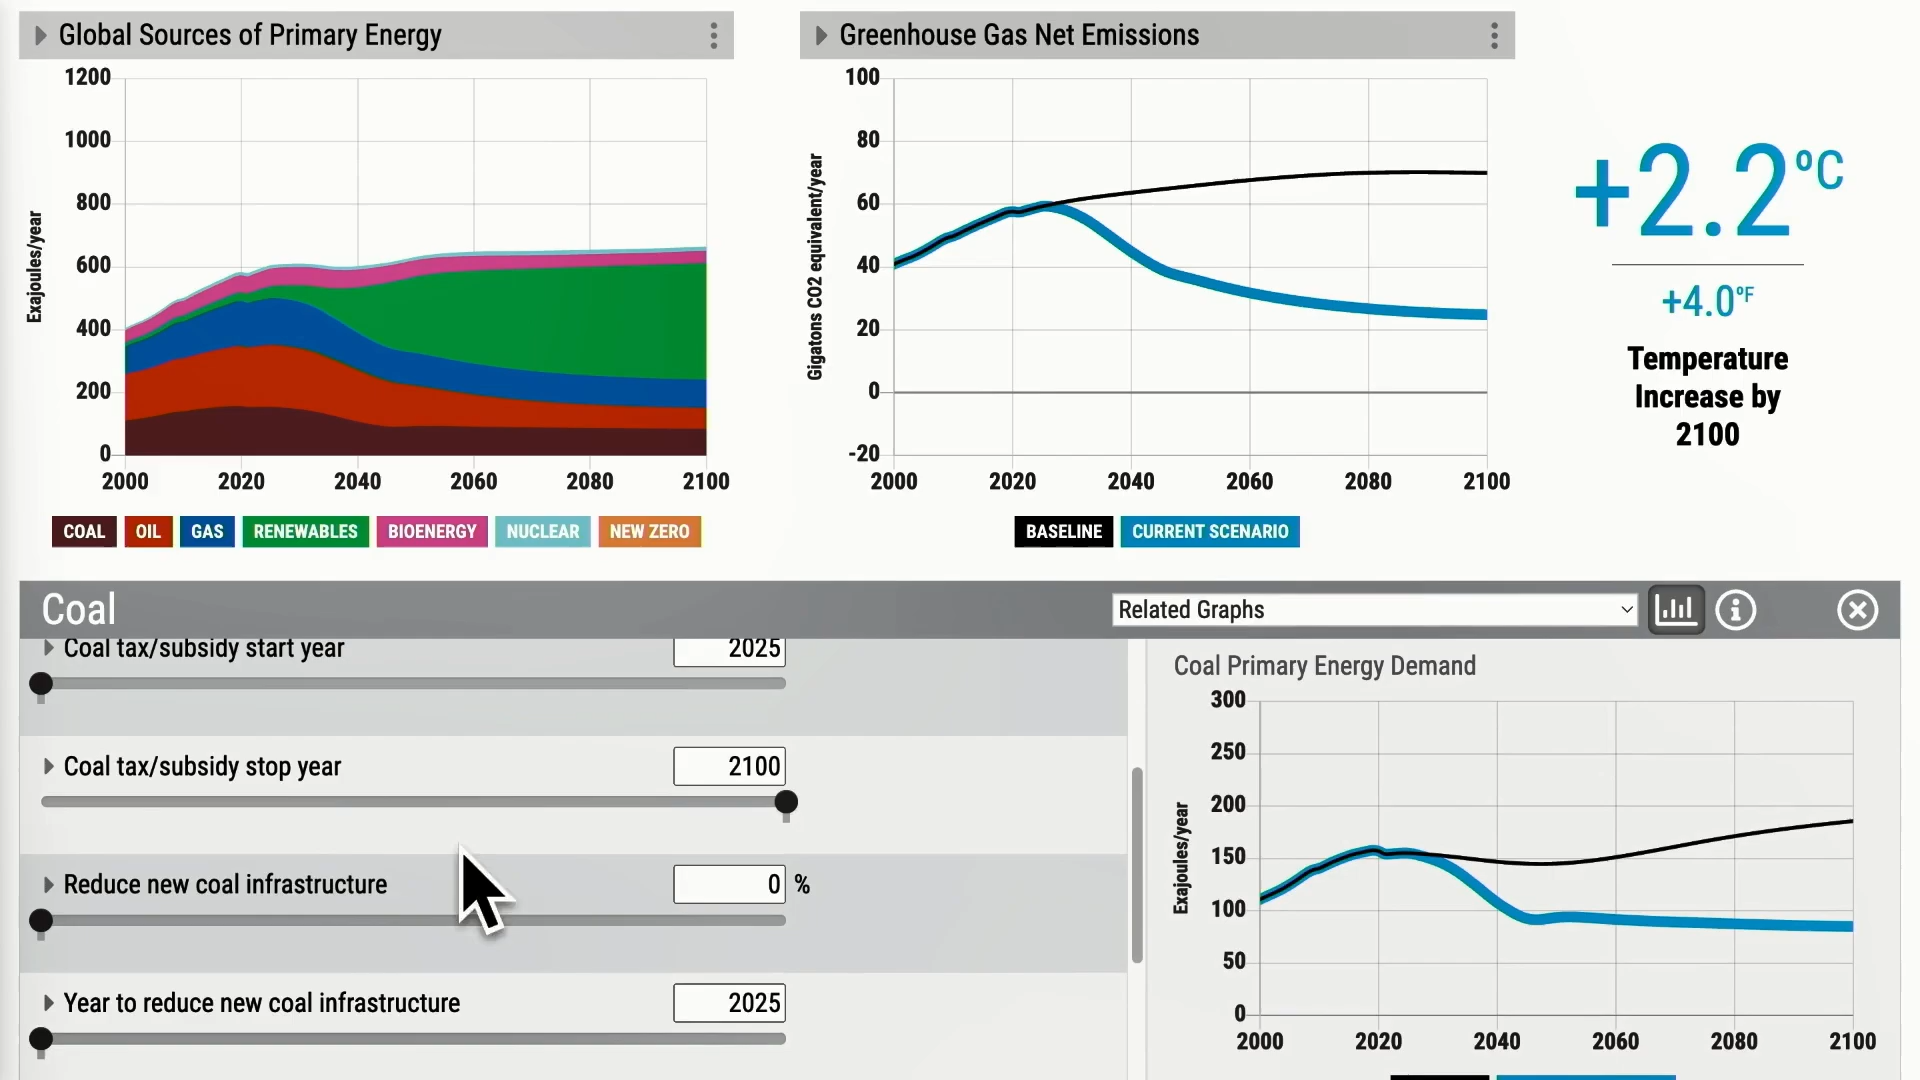 Global Sources of Primary Energy
1200
1000
800
600
400
200
0
Exajoules/year
2000 2020 2040 2060 2080 2100
COAL OIL GAS RENEWABLES BIOENERGY NUCLEAR NEW ZERO
Greenhouse Gas Net Emissions
100
80
60
40
20
0
-20
Gigatons CO2 equivalent/year
2000 2020 2040 2060 2080 2100
BASELINE CURRENT SCENARIO
+2.2ºC
+4.0ºF
Temperature
Increase by
2100
Coal
Related Graphs
Coal tax/subsidy start year 2025
Coal tax/subsidy stop year 2100
Reduce new coal infrastructure 0 %
Year to reduce new coal infrastructure 2025
Coal Primary Energy Demand
300
250
200
150
100
50
0
Exajoules/year
2000 2020 2040 2060 2080 2100